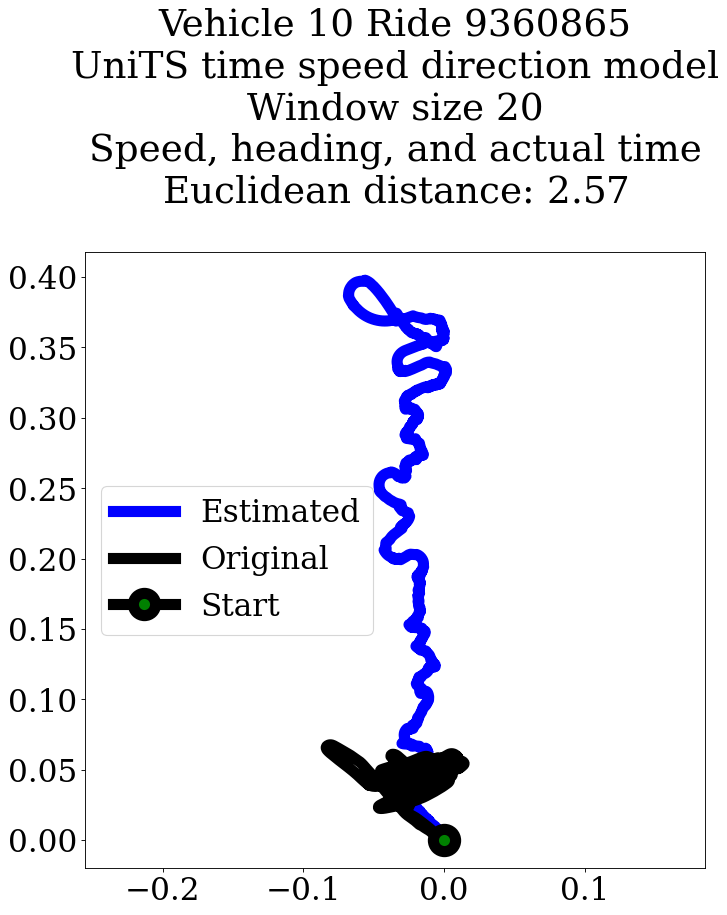 Vehicle 10 Ride 9360865
UniTS time speed direction model
Window size 20
Speed, heading, and actual time
Euclidean distance: 2.57
0.40
0.35
0.30
0.25
0.20
0.15
0.10
0.05
0.00
Estimated
Original
Start
−0.2
−0.1
0.0
0.1